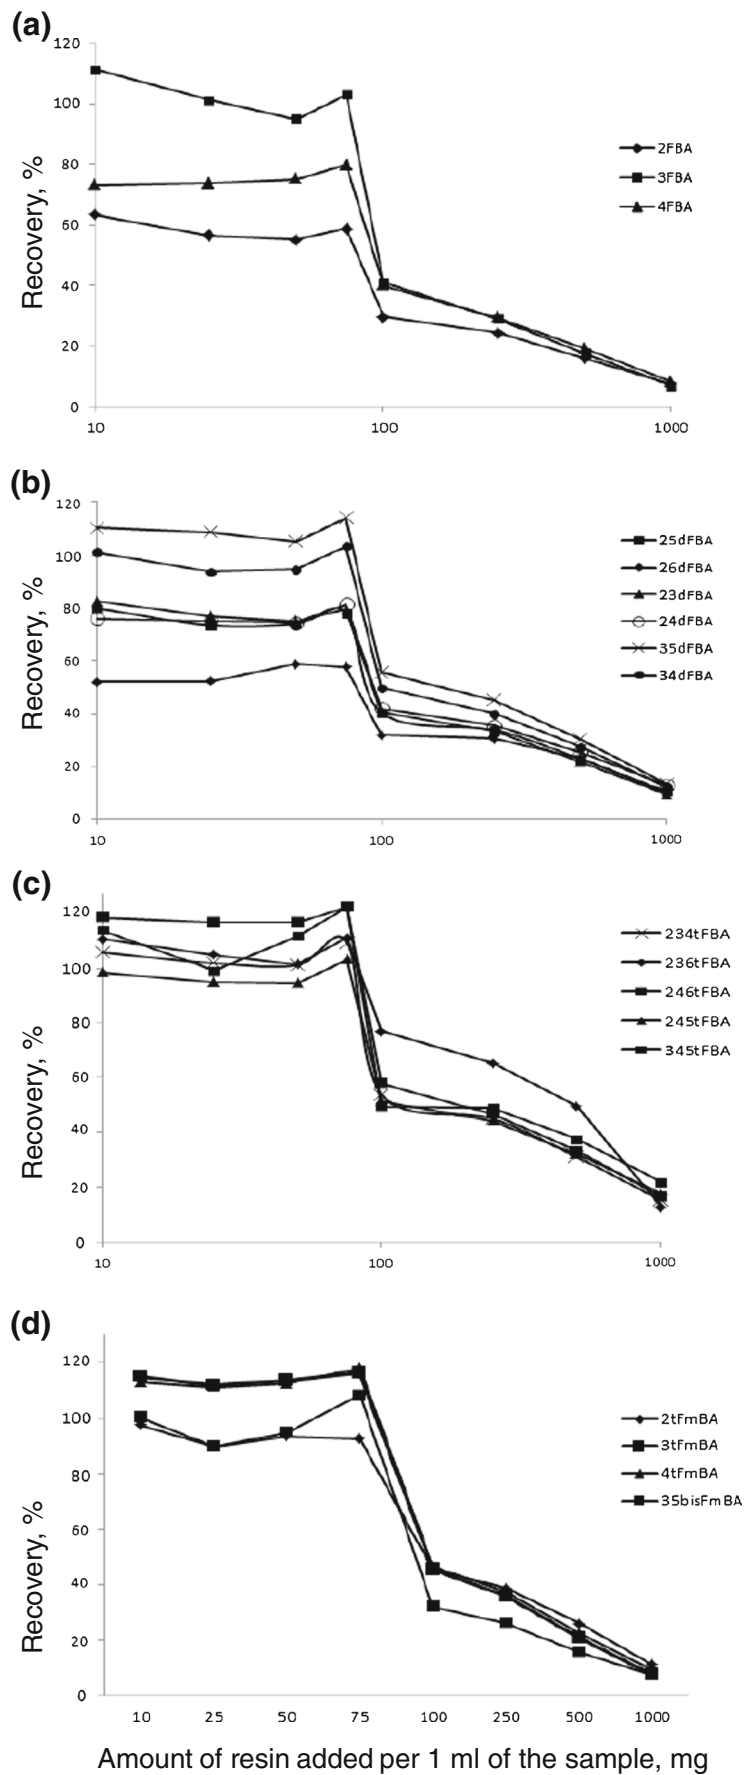 (a)
120
100
80
60
40
20
0
10 100 1000
Recovery, %
2FBA
3FBA
4FBA
(b)
120
100
80
60
40
20
0
10 100 1000
Recovery, %
25dFBA
26dFBA
23dFBA
24dFBA
35dFBA
34dFBA
(c)
120
100
80
60
40
20
0
10 100 1000
Recovery, %
234tFBA
236tFBA
246tFBA
245tFBA
345tFBA
(d)
120
100
80
60
40
20
0
10 25 50 75 100 250 500 1000
Recovery, %
2tFmBA
3tFmBA
4tFmBA
35bisFmBA
Amount of resin added per 1 ml of the sample, mg